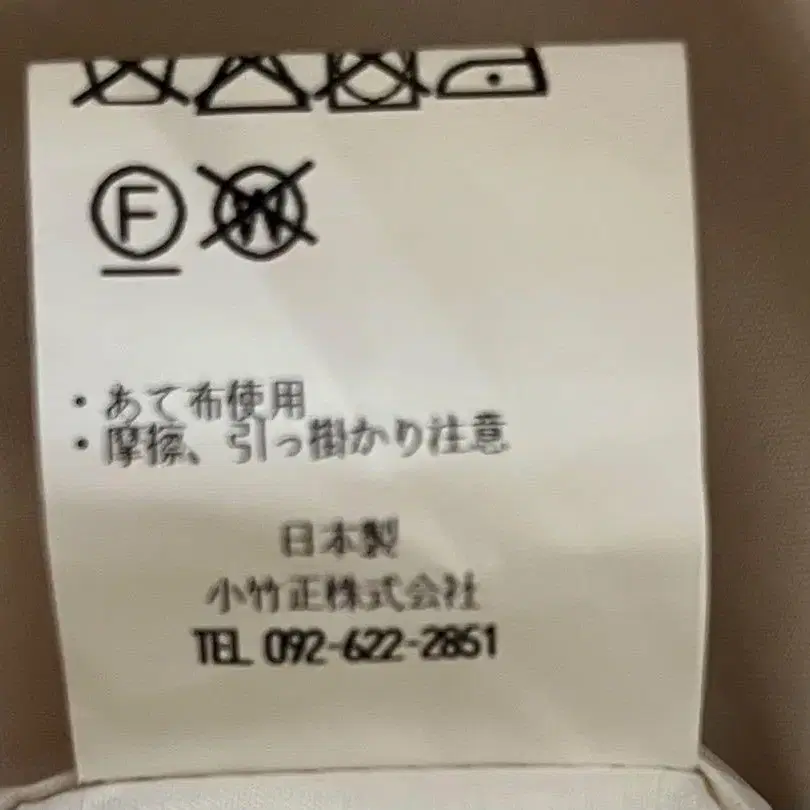 F W
・あて布使用
・摩擦、引っ掛かり注意
日本製
小竹正株式会社
TEL 092-622-2851